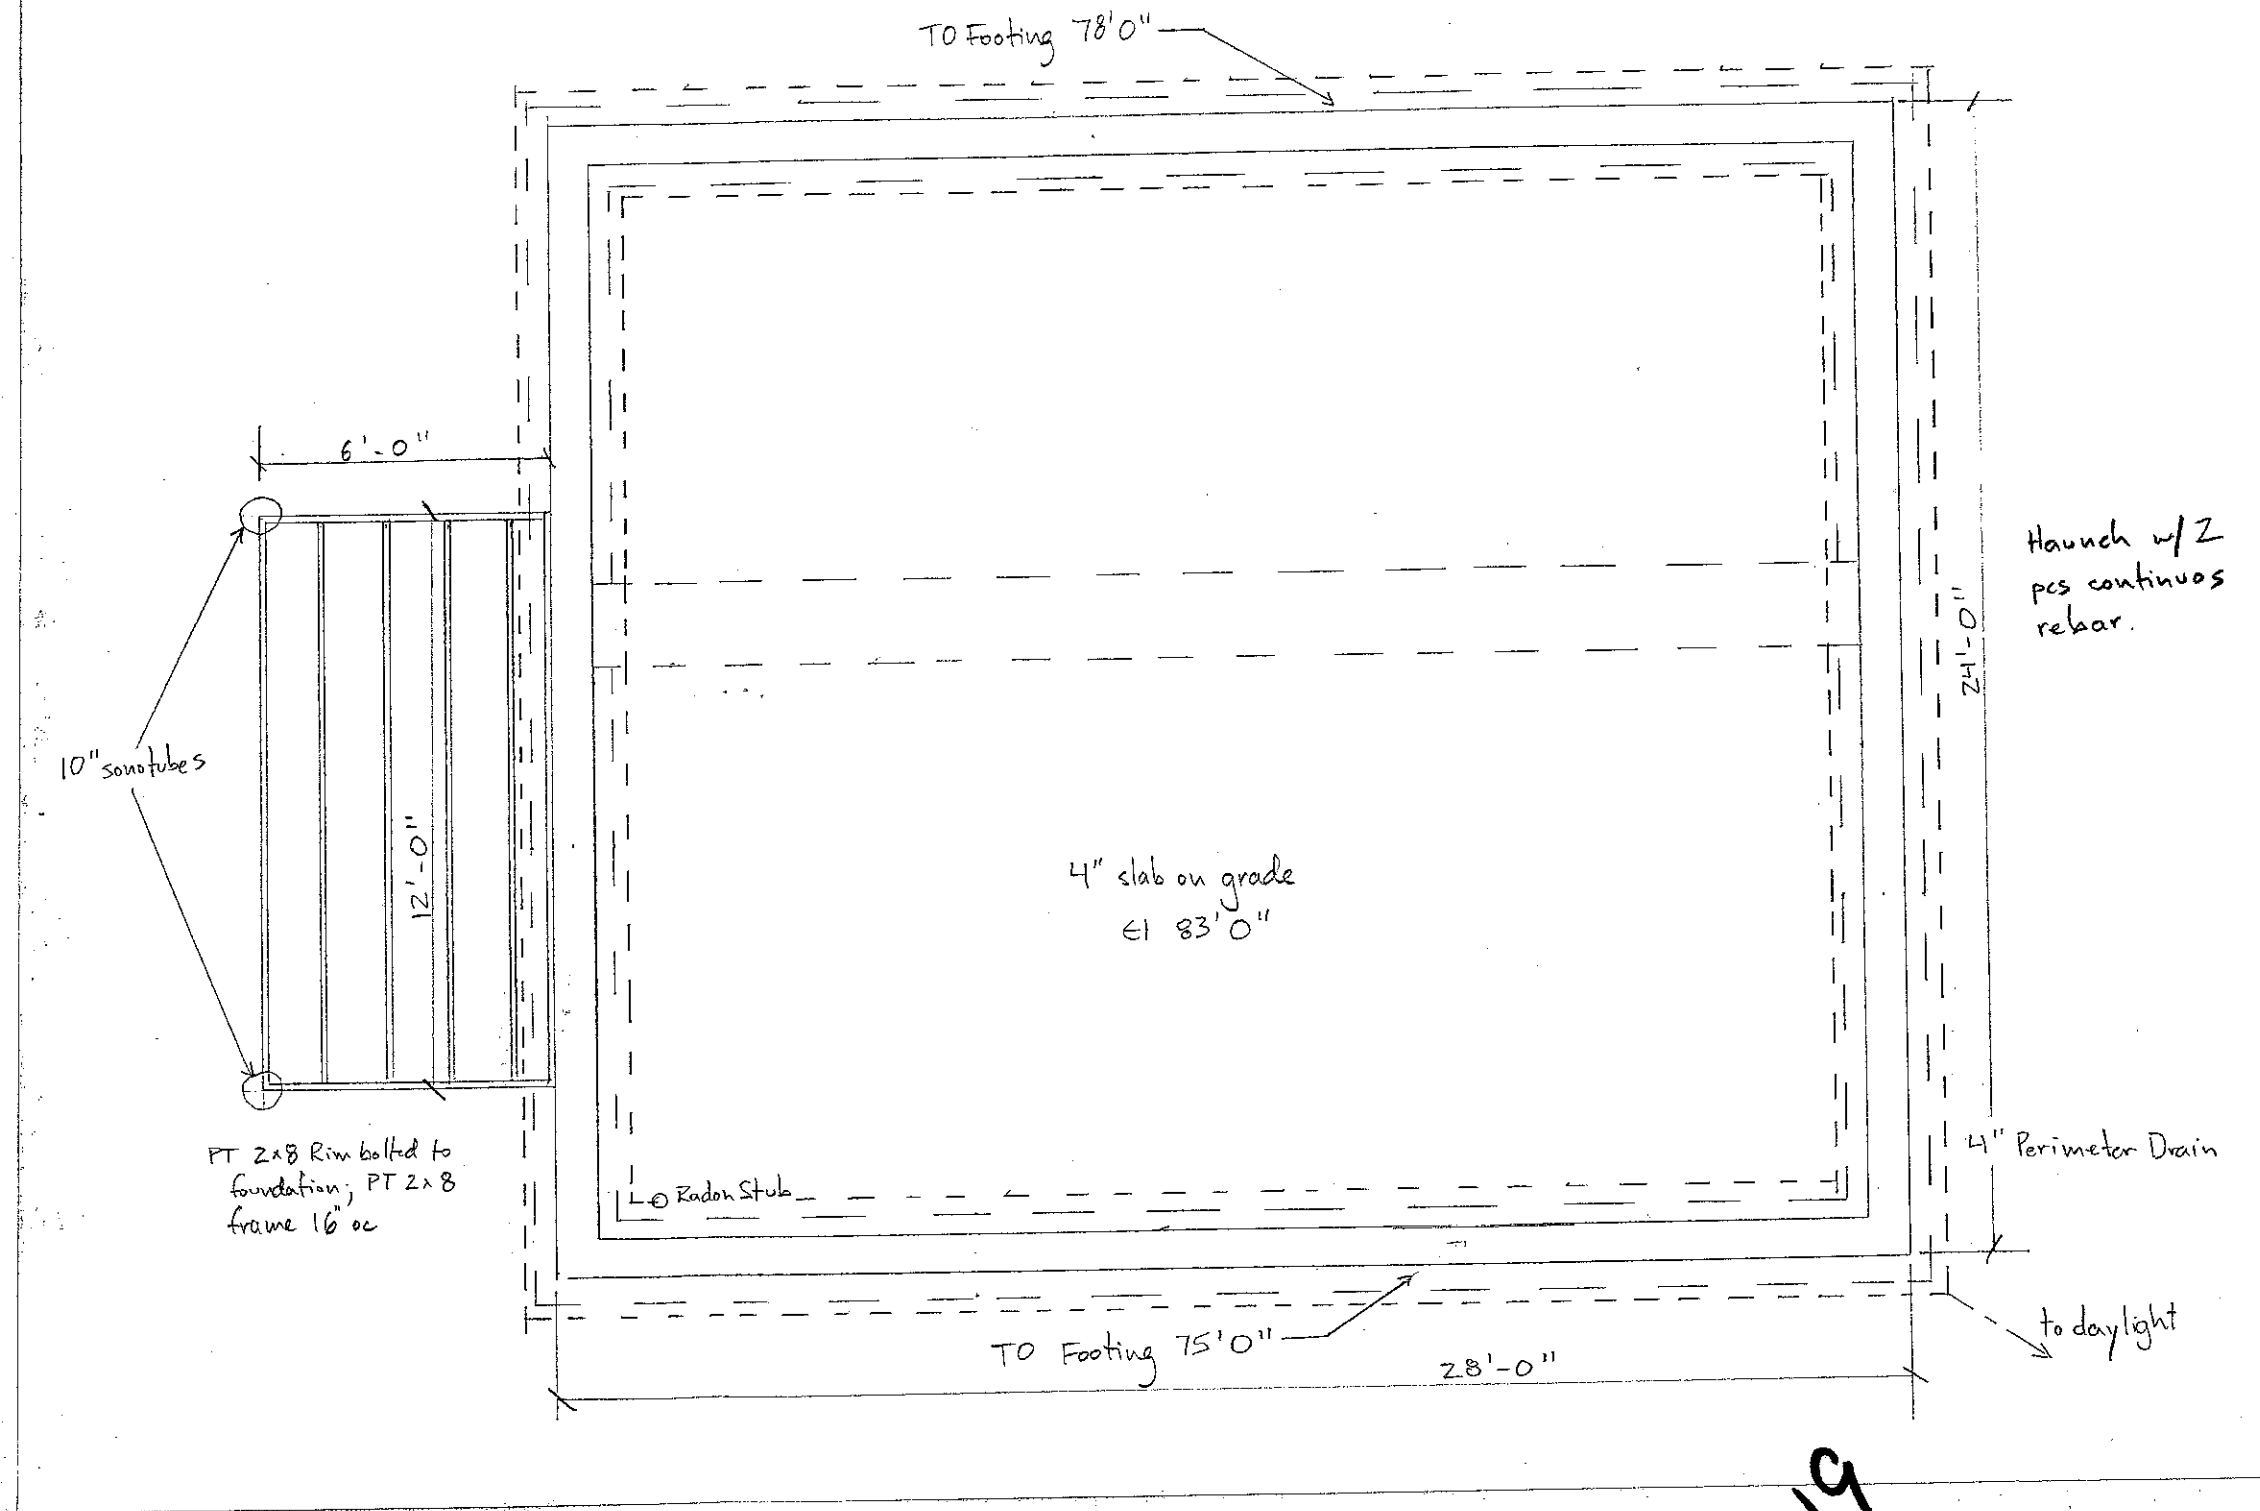 TO Footing 78'0"
6'-0"
Haunch w/ 2
pcs continuos
rebar.
24'-0"
10" sonotubes
12'-0"
4" slab on grade
El 83'0"
PT 2x8 Rim bolted to
foundation; PT 2x8
frame 16" oc
Radon Stub
4" Perimeter Drain
to daylight
TO Footing 75'0"
28'-0"